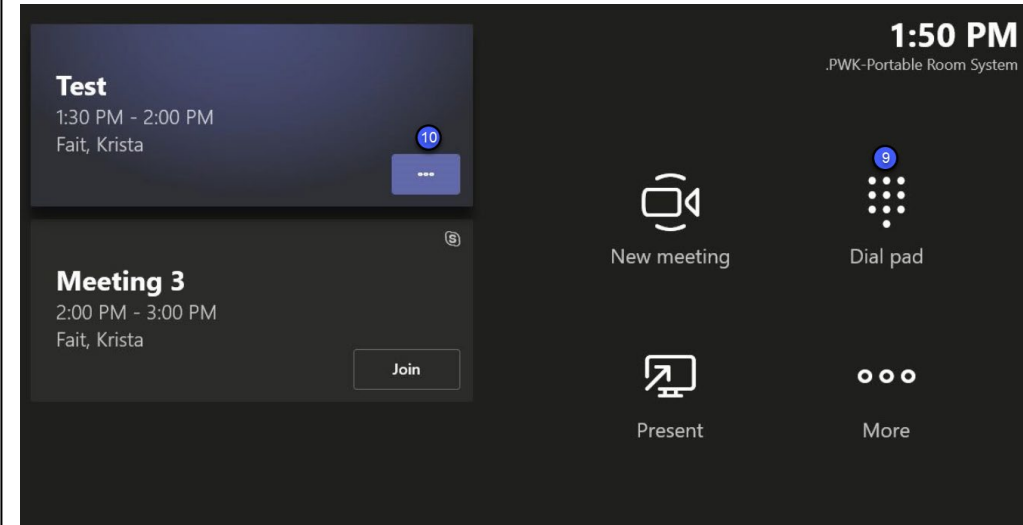 Test
1:30 PM - 2:00 PM
Fait, Krista
10
...
S
Meeting 3
2:00 PM - 3:00 PM
Fait, Krista
Join
1:50 PM
.PWK-Portable Room System
9
New meeting
Dial pad
Present
More